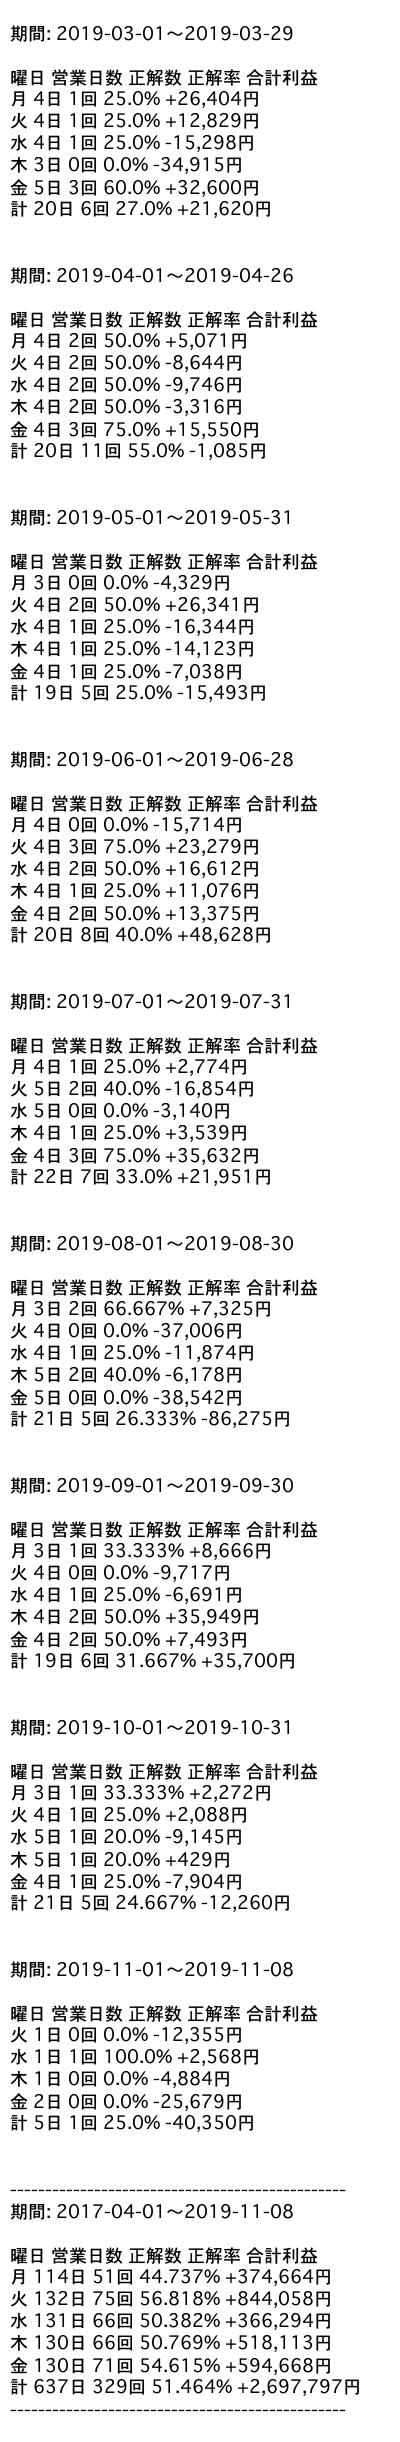 期間: 2019-03-01〜2019-03-29
曜日 営業日数 正解数 正解率 合計利益
月 4日 1回 25.0% +26,404円
火 4日 1回 25.0% +12,829円
水 4日 1回 25.0% -15,298円
木 3日 0回 0.0% -34,915円
金 5日 3回 60.0% +32,600円
計 20日 6回 27.0% +21,620円
期間: 2019-04-01〜2019-04-26
曜日 営業日数 正解数 正解率 合計利益
月 4日 2回 50.0% +5,071円
火 4日 2回 50.0% -8,644円
水 4日 2回 50.0% -9,746円
木 4日 2回 50.0% -3,316円
金 4日 3回 75.0% +15,550円
計 20日 11回 55.0% -1,085円
期間: 2019-05-01〜2019-05-31
曜日 営業日数 正解数 正解率 合計利益
月 3日 0回 0.0% -4,329円
火 4日 2回 50.0% +26,341円
水 4日 1回 25.0% -16,344円
木 4日 1回 25.0% -14,123円
金 4日 1回 25.0% -7,038円
計 19日 5回 25.0% -15,493円
期間: 2019-06-01〜2019-06-28
曜日 営業日数 正解数 正解率 合計利益
月 4日 0回 0.0% -15,714円
火 4日 3回 75.0% +23,279円
水 4日 2回 50.0% +16,612円
木 4日 1回 25.0% +11,076円
金 4日 2回 50.0% +13,375円
計 20日 8回 40.0% +48,628円
期間: 2019-07-01〜2019-07-31
曜日 営業日数 正解数 正解率 合計利益
月 4日 1回 25.0% +2,774円
火 5日 2回 40.0% -16,854円
水 5日 0回 0.0% -3,140円
木 4日 1回 25.0% +3,539円
金 4日 3回 75.0% +35,632円
計 22日 7回 33.0% +21,951円
期間: 2019-08-01〜2019-08-30
曜日 営業日数 正解数 正解率 合計利益
月 3日 2回 66.667% +7,325円
火 4日 0回 0.0% -37,006円
水 4日 1回 25.0% -11,874円
木 5日 2回 40.0% -6,178円
金 5日 0回 0.0% -38,542円
計 21日 5回 26.333% -86,275円
期間: 2019-09-01〜2019-09-30
曜日 営業日数 正解数 正解率 合計利益
月 3日 1回 33.333% +8,666円
火 4日 0回 0.0% -9,717円
水 4日 1回 25.0% -6,691円
木 4日 2回 50.0% +35,949円
金 4日 2回 50.0% +7,493円
計 19日 6回 31.667% +35,700円
期間: 2019-10-01〜2019-10-31
曜日 営業日数 正解数 正解率 合計利益
月 3日 1回 33.333% +2,272円
火 4日 1回 25.0% +2,088円
水 5日 1回 20.0% -9,145円
木 5日 1回 20.0% +429円
金 4日 1回 25.0% -7,904円
計 21日 5回 24.667% -12,260円
期間: 2019-11-01〜2019-11-08
曜日 営業日数 正解数 正解率 合計利益
火 1日 0回 0.0% -12,355円
水 1日 1回 100.0% +2,568円
木 1日 0回 0.0% -4,884円
金 2日 0回 0.0% -25,679円
計 5日 1回 25.0% -40,350円
------------------------------------------------
期間: 2017-04-01〜2019-11-08
曜日 営業日数 正解数 正解率 合計利益
月 114日 51回 44.737% +374,664円
火 132日 75回 56.818% +844,058円
水 131日 66回 50.382% +366,294円
木 130日 66回 50.769% +518,113円
金 130日 71回 54.615% +594,668円
計 637日 329回 51.464% +2,697,797円
------------------------------------------------